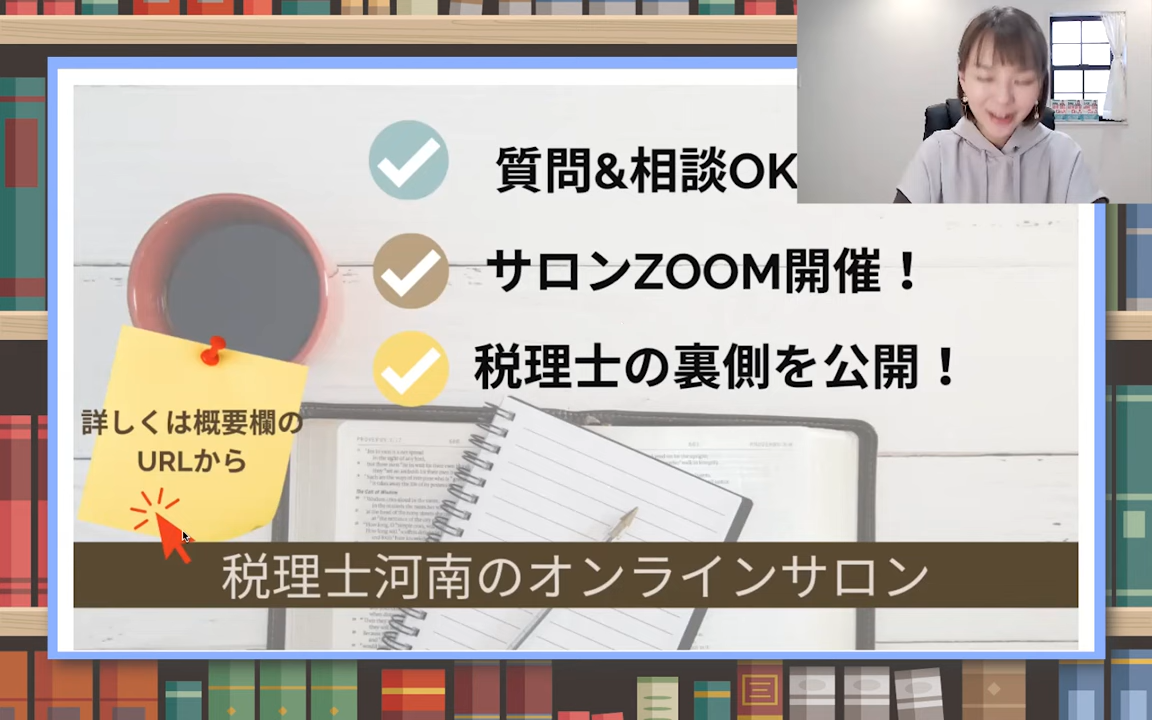 質問&相談OK
サロンZOOM開催！
税理士の裏側を公開！
詳しくは概要欄の
URLから
税理士河南のオンラインサロン